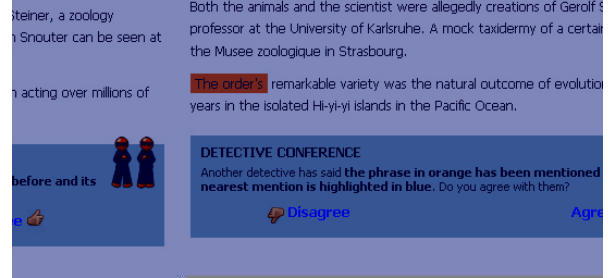 Steiner, a zoology
Snouter can be seen at
acting over millions of
before and its
Both the animals and the scientist were allegedly creations of Gerolf S
professor at the University of Karlsruhe. A mock taxidermy of a certain
the Musee zoologique in Strasbourg.
The order's remarkable variety was the natural outcome of evolution
years in the isolated Hi-yi-yi islands in the Pacific Ocean.
DETECTIVE CONFERENCE
Another detective has said the phrase in orange has been mentioned
nearest mention is highlighted in blue. Do you agree with them?
Disagree
Agre